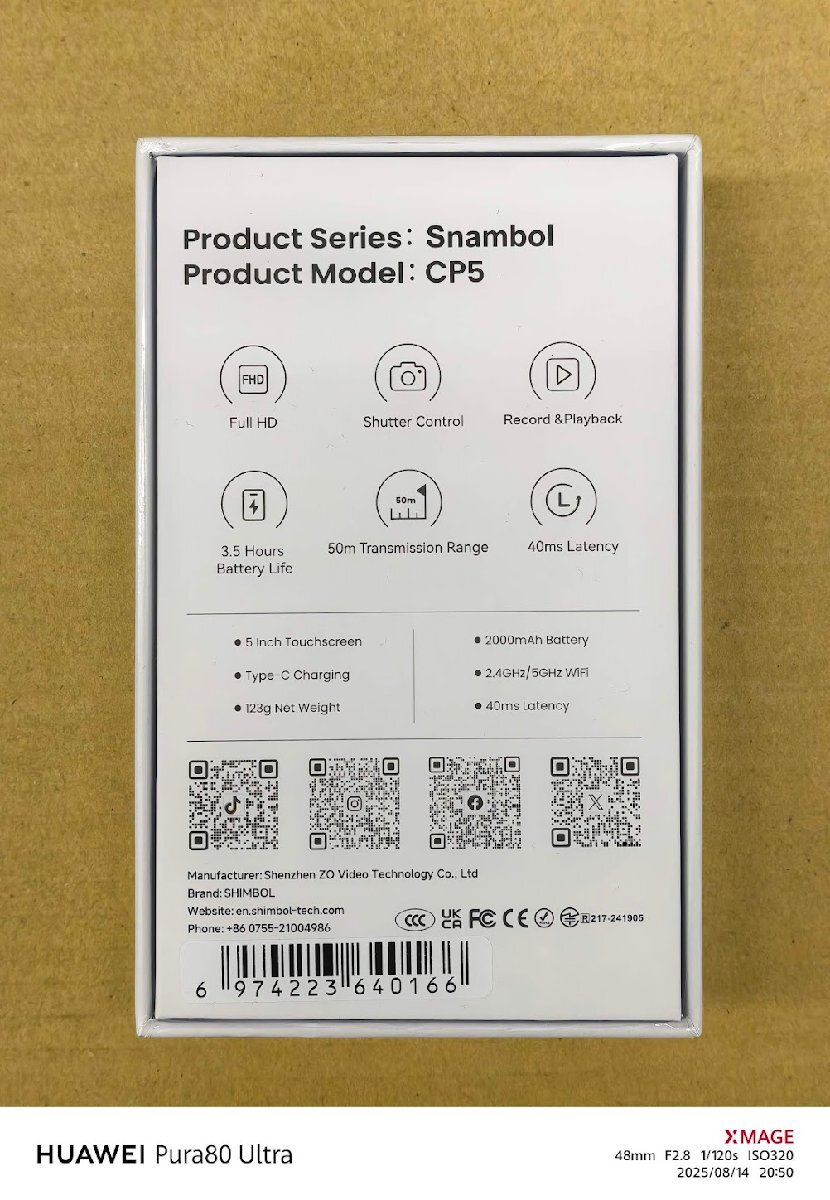 Product Series: Snambol
Product Model: CP5
FHD
Full HD
Shutter Control
Record &Playback
3.5 Hours
Battery Life
50m
50m Transmission Range
L
40ms Latency
5 Inch Touchscreen
2000mAh Battery
Type-C Charging
2.4GHz/5GHz WiFi
123g Net Weight
40ms Latency
Manufacturer: Shenzhen ZO Video Technology Co., Ltd
Brand: SHIMBOL
Website: en.shimbol-tech.com
Phone: +86 0755-21004986
CCC UK CA FC CE R 217-241905
6 974223 640166
HUAWEI Pura80 Ultra
XMAGE
48mm F2.8 1/120s ISO320
2025/08/14 20:50